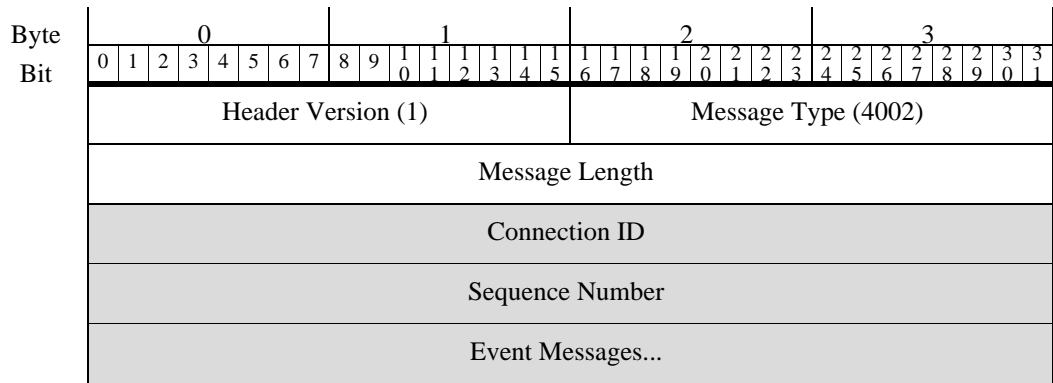 Byte 0 1 2 3
Bit 0 1 2 3 4 5 6 7 8 9 10 11 12 13 14 15 16 17 18 19 20 21 22 23 24 25 26 27 28 29 30 31
Header Version (1) Message Type (4002)
Message Length
Connection ID
Sequence Number
Event Messages...